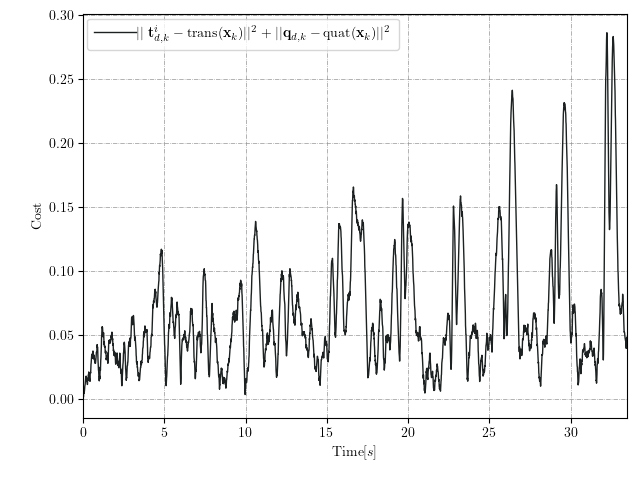 || t^i_{d,k} − trans(x_k)||² + ||q_{d,k} − quat(x_k)||²
0.30
0.25
0.20
0.15
0.10
0.05
0.00
Cost
0 5 10 15 20 25 30
Time[s]